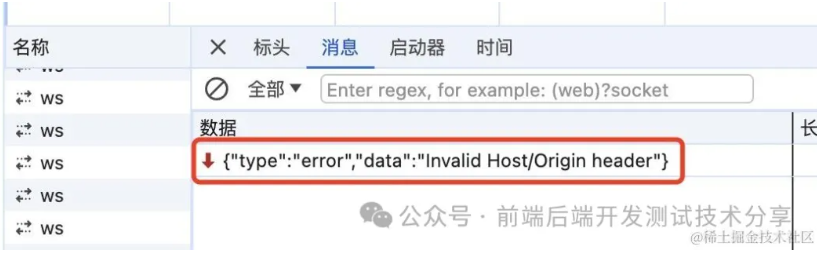 名称
标头 消息 启动器 时间
ws
全部 Enter regex, for example: (web)?socket
ws
数据 长
ws
{"type":"error","data":"Invalid Host/Origin header"}
ws
ws
ws
公众号 · 前端后端开发测试技术分享
@稀土掘金技术社区